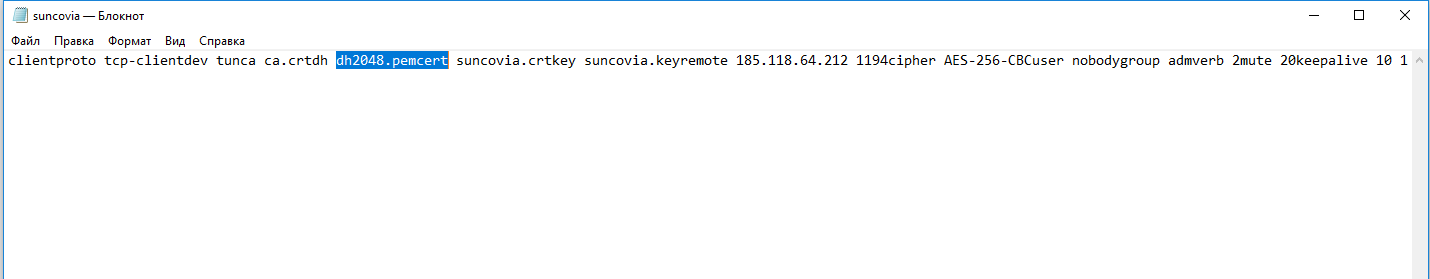 suncovia — Блокнот
Файл Правка Формат Вид Справка
clientproto tcp-clientdev tunca ca.crtdh dh2048.pemcert suncovia.crtkey suncovia.keyremote 185.118.64.212 1194cipher AES-256-CBCuser nobodygroup admverb 2mute 20keepalive 10 1